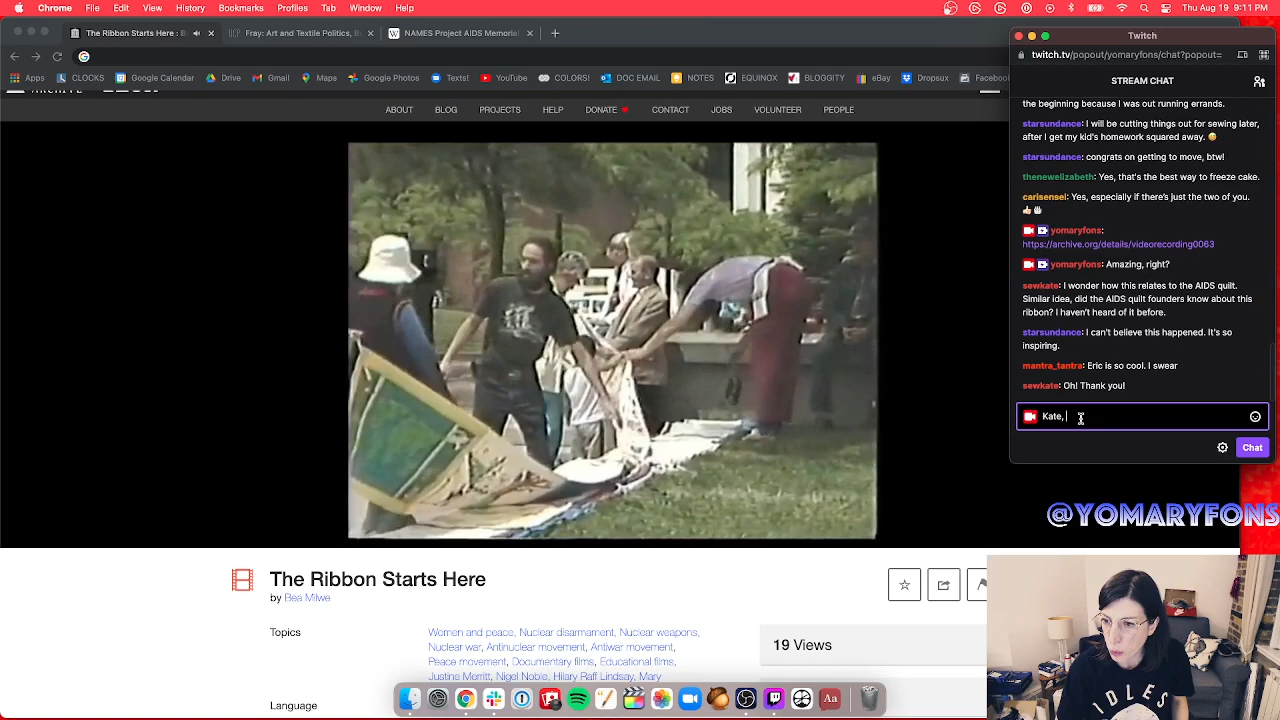 Chrome File Edit View History Bookmarks Profiles Tab Window Help
Thu Aug 19 9:11 PM
The Ribbon Starts Here : B
Fray: Art and Textile Politics, B
NAMES Project AIDS Memorial
Apps CLOCKS Google Calendar Drive Gmail Maps Google Photos Texts! YouTube COLORS! DOC EMAIL NOTES EQUINOX BLOGGITY eBay Dropsux Facebook
ABOUT BLOG PROJECTS HELP DONATE CONTACT JOBS VOLUNTEER PEOPLE
The Ribbon Starts Here
by Bea Milwe
Topics
Women and peace, Nuclear disarmament, Nuclear weapons,
Nuclear war, Antinuclear movement, Antiwar movement,
Peace movement, Documentary films, Educational films,
Justine Merritt, Nigel Noble, Hilary Raff Lindsay, Mary
Language
19 Views
Twitch
twitch.tv/popout/yomaryfons/chat?popout=
STREAM CHAT
the beginning because I was out running errands.
starsundance: I will be cutting things out for sewing later,
after I get my kid's homework squared away.
starsundance: congrats on getting to move, btw!
thenewelizabeth: Yes, that's the best way to freeze cake.
carisensei: Yes, especially if there's just the two of you.
yomaryfons:
https://archive.org/details/videorecording0063
yomaryfons: Amazing, right?
sewkate: I wonder how this relates to the AIDS quilt.
Similar idea, did the AIDS quilt founders know about this
ribbon? I haven't heard of it before.
starsundance: I can't believe this happened. It's so
inspiring.
mantra_tantra: Eric is so cool. I swear
sewkate: Oh! Thank you!
Kate,
Chat
@YOMARYFONS
Aa